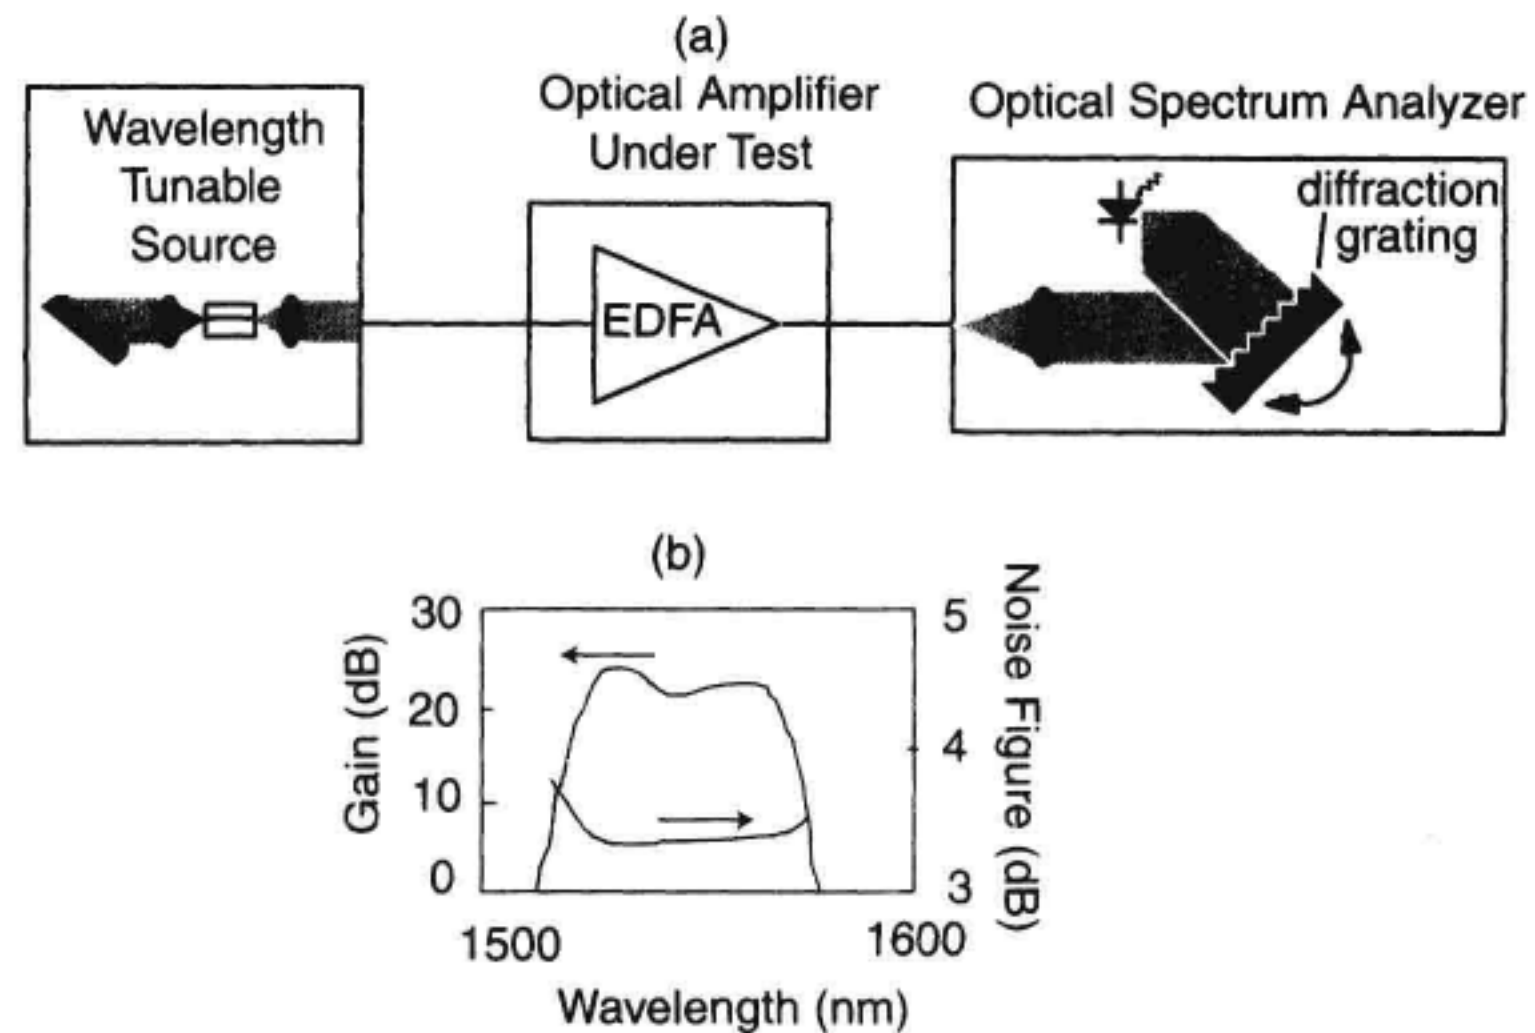 (a)
Wavelength
Tunable
Source
Optical Amplifier
Under Test
Optical Spectrum Analyzer
diffraction
grating
EDFA
(b)
30
20
10
0
Gain (dB)
5
4
3
Noise Figure (dB)
1500
1600
Wavelength (nm)